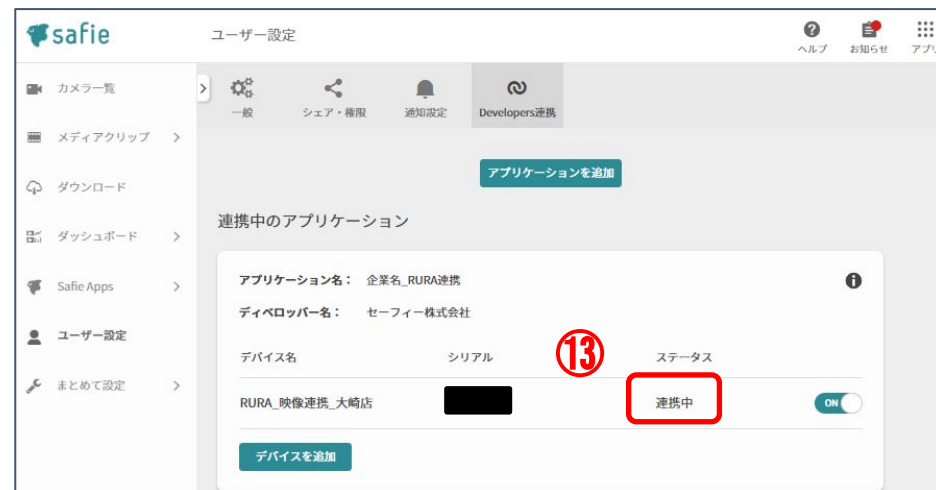 safie
ユーザー設定
ヘルプ
お知らせ
アプリ
カメラ一覧
メディアクリップ
ダウンロード
ダッシュボード
Safie Apps
ユーザー設定
まとめて設定
一般
シェア・権限
通知設定
Developers連携
アプリケーションを追加
連携中のアプリケーション
アプリケーション名： 企業名_RURA連携
ディベロッパー名： セーフィー株式会社
⑬
デバイス名 シリアル ステータス
RURA_映像連携_大崎店 連携中 ON
デバイスを追加